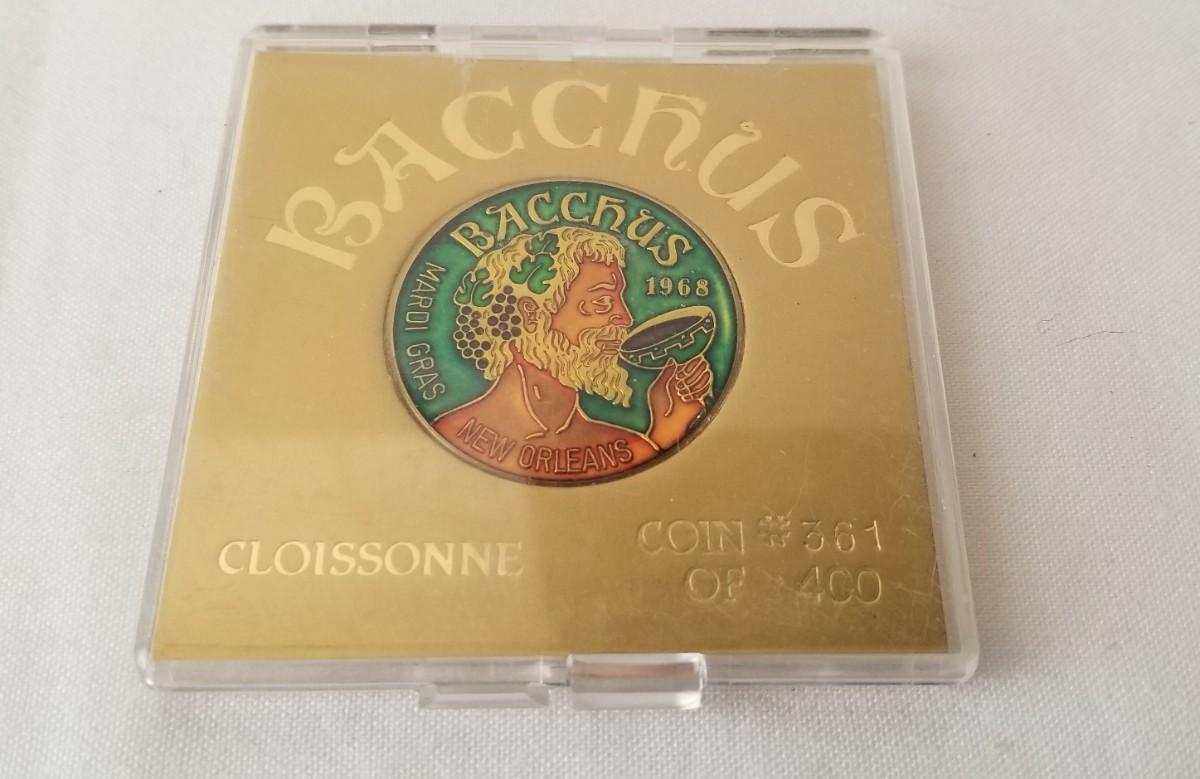 BACCHUS
BACCHUS
1968
MARDI GRAS
NEW ORLEANS
CLOISSONNE
COIN # 361
OF 400